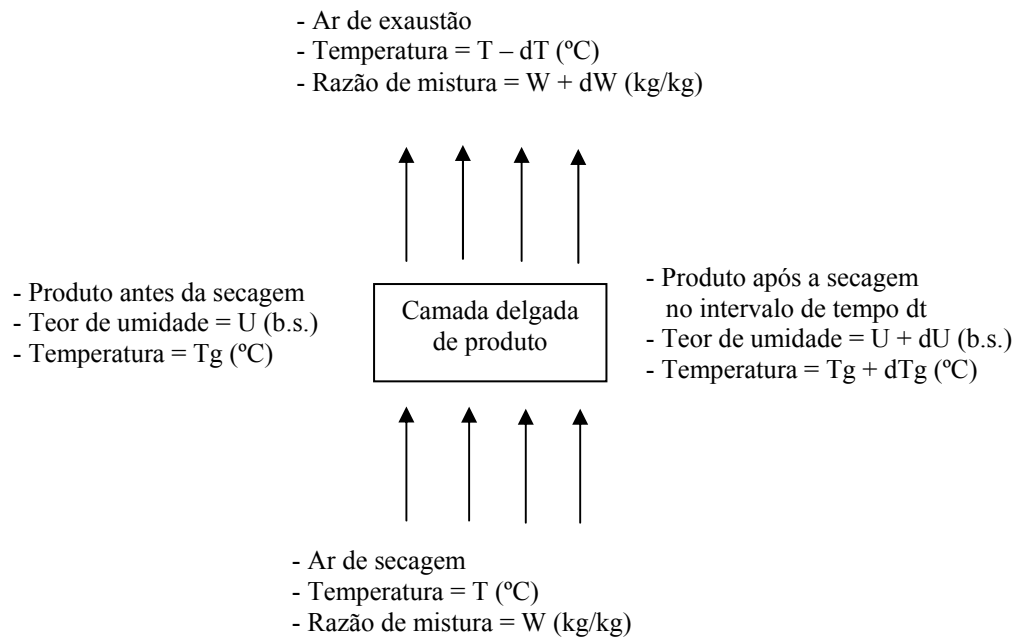 - Ar de exaustão
- Temperatura = T – dT (ºC)
- Razão de mistura = W + dW (kg/kg)
- Produto antes da secagem
- Teor de umidade = U (b.s.)
- Temperatura = Tg (ºC)
Camada delgada
de produto
- Produto após a secagem
no intervalo de tempo dt
- Teor de umidade = U + dU (b.s.)
- Temperatura = Tg + dTg (ºC)
- Ar de secagem
- Temperatura = T (ºC)
- Razão de mistura = W (kg/kg)